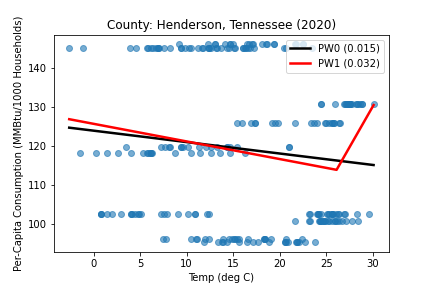 County: Henderson, Tennessee (2020)
PW0 (0.015)
PW1 (0.032)
Per-Capita Consumption (MMBtu/1000 Households)
140
130
120
110
100
0 5 10 15 20 25 30
Temp (deg C)